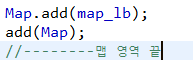 Map.add(map_lb);
add(Map);
//--------맵 영역 끝